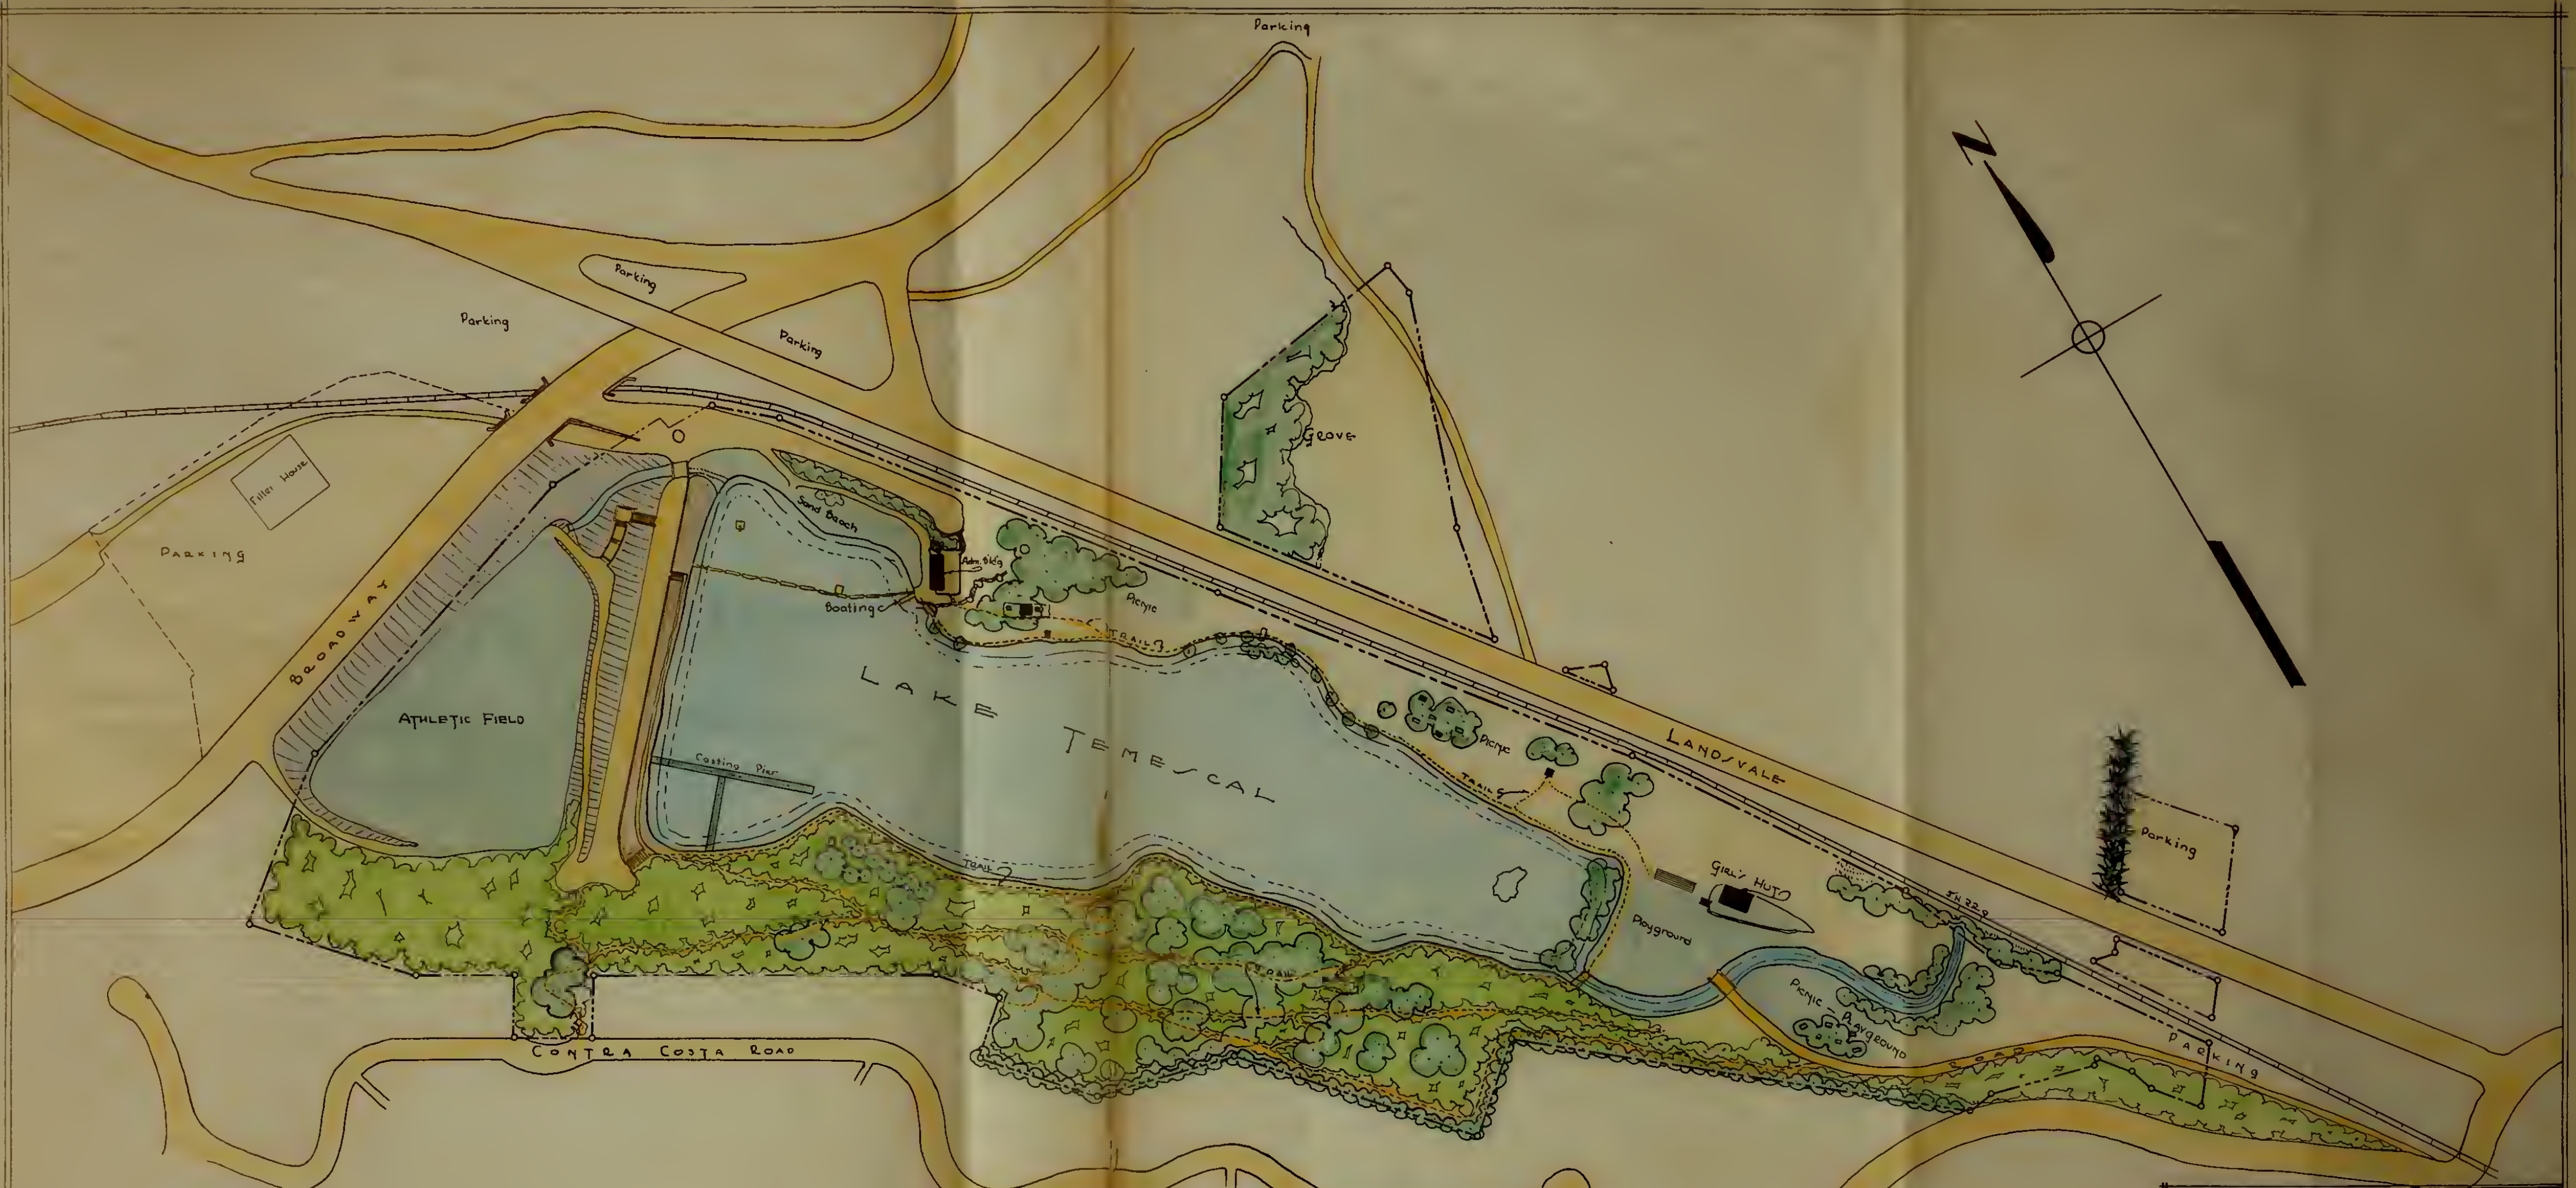 Parking
N
Parking
Parking
Parking
GROVE
Filter House
PARKING
Sand Beach
Adm. Bldg
Boating
Picnic
TRAIL
BROADWAY
ATHLETIC FIELD
LAKE TEMESCAL
Casting Pier
Picnic
TRAIL
LANDSVALE
Parking
TRAIL
GIRL'S HUT
Playground
TRAIL
Picnic
PLAYGROUND
ROAD
PARKING
CONTRA COSTA ROAD